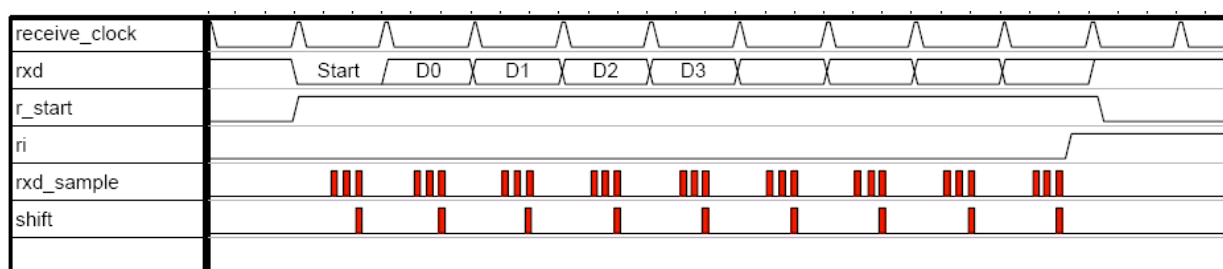 receive_clock
rxd Start D0 D1 D2 D3
r_start
ri
rxd_sample
shift